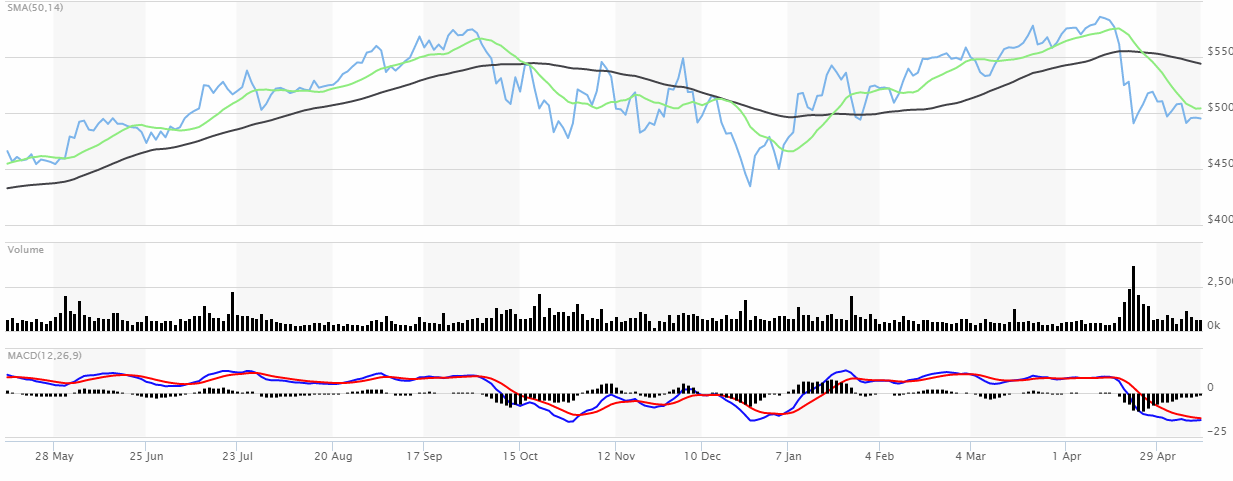 SMA(50,14)
$550
$500
$450
$400
Volume
2,500
0k
MACD(12,26,9)
0
−25
28 May 25 Jun 23 Jul 20 Aug 17 Sep 15 Oct 12 Nov 10 Dec 7 Jan 4 Feb 4 Mar 1 Apr 29 Apr